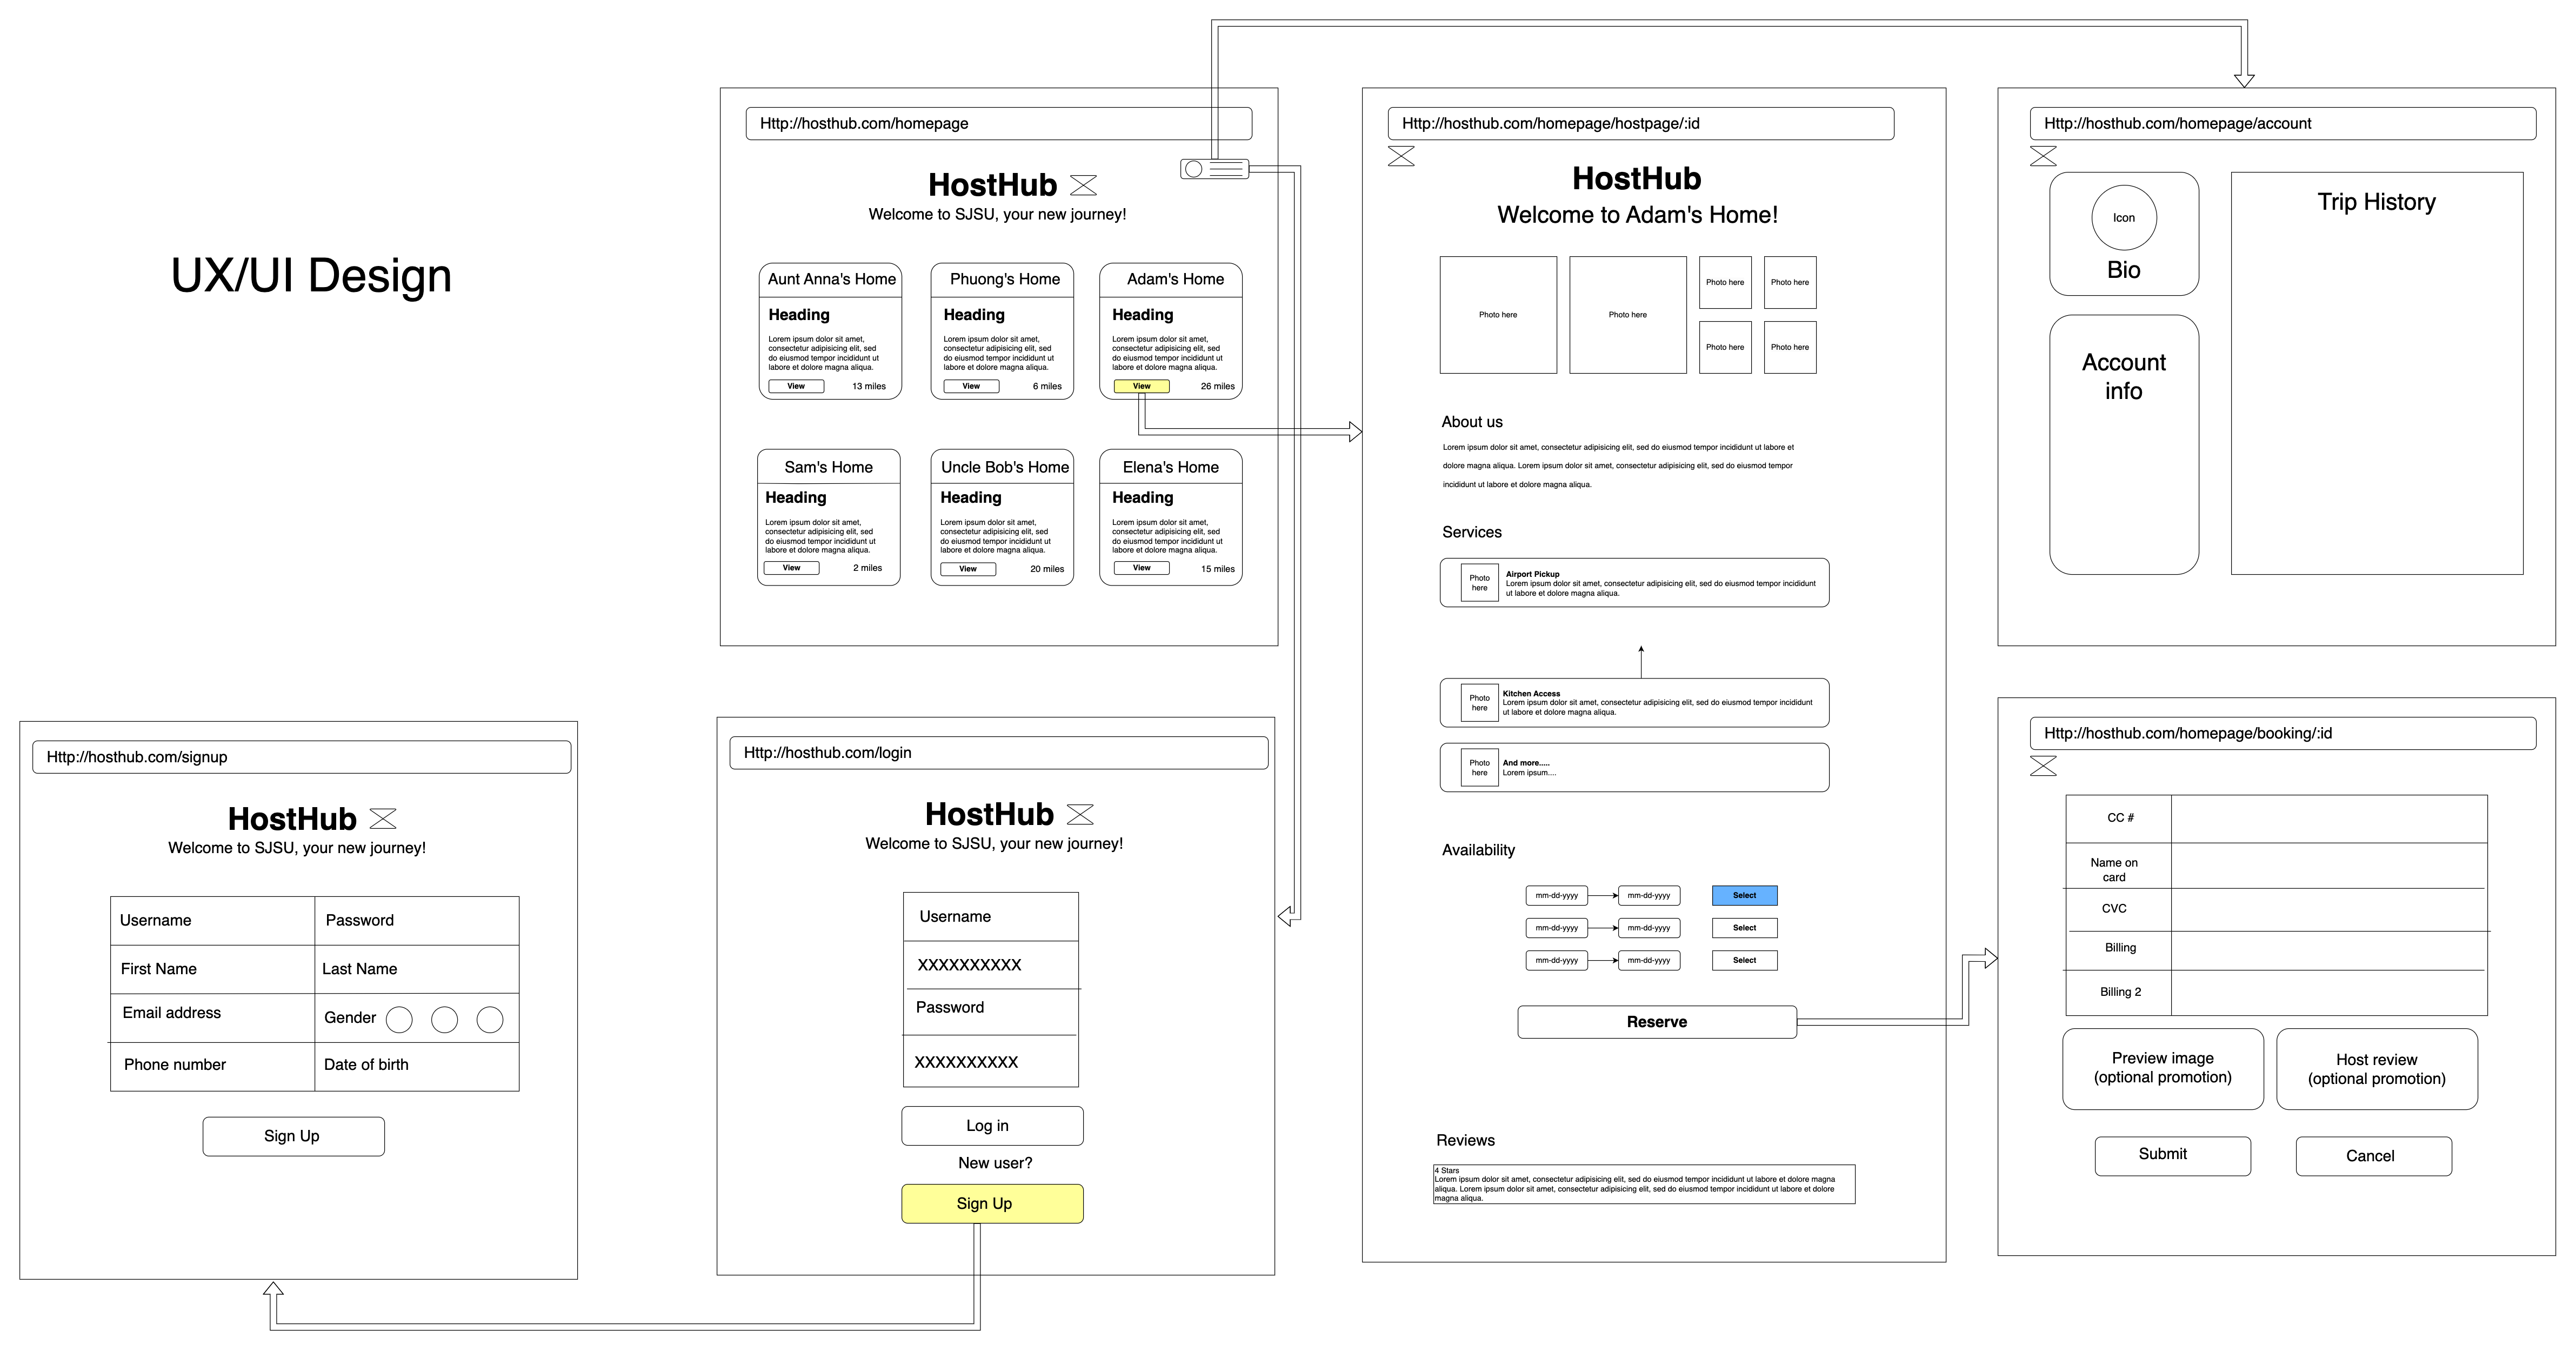 UX/UI Design
Http://hosthub.com/homepage
HostHub
Welcome to SJSU, your new journey!
Aunt Anna's Home
Heading
Lorem ipsum dolor sit amet,
consectetur adipisicing elit, sed
do eiusmod tempor incididunt ut
labore et dolore magna aliqua.
View
13 miles
Phuong's Home
Heading
Lorem ipsum dolor sit amet,
consectetur adipisicing elit, sed
do eiusmod tempor incididunt ut
labore et dolore magna aliqua.
View
6 miles
Adam's Home
Heading
Lorem ipsum dolor sit amet,
consectetur adipisicing elit, sed
do eiusmod tempor incididunt ut
labore et dolore magna aliqua.
View
26 miles
Sam's Home
Heading
Lorem ipsum dolor sit amet,
consectetur adipisicing elit, sed
do eiusmod tempor incididunt ut
labore et dolore magna aliqua.
View
2 miles
Uncle Bob's Home
Heading
Lorem ipsum dolor sit amet,
consectetur adipisicing elit, sed
do eiusmod tempor incididunt ut
labore et dolore magna aliqua.
View
20 miles
Elena's Home
Heading
Lorem ipsum dolor sit amet,
consectetur adipisicing elit, sed
do eiusmod tempor incididunt ut
labore et dolore magna aliqua.
View
15 miles
Http://hosthub.com/homepage/hostpage/:id
HostHub
Welcome to Adam's Home!
Photo here
Photo here
Photo here
Photo here
Photo here
Photo here
About us
Lorem ipsum dolor sit amet, consectetur adipisicing elit, sed do eiusmod tempor incididunt ut labore et
dolore magna aliqua. Lorem ipsum dolor sit amet, consectetur adipisicing elit, sed do eiusmod tempor
incididunt ut labore et dolore magna aliqua.
Services
Photo
here
Airport Pickup
Lorem ipsum dolor sit amet, consectetur adipisicing elit, sed do eiusmod tempor incididunt
ut labore et dolore magna aliqua.
Photo
here
Kitchen Access
Lorem ipsum dolor sit amet, consectetur adipisicing elit, sed do eiusmod tempor incididunt
ut labore et dolore magna aliqua.
Photo
here
And more.....
Lorem ipsum....
Availability
mm-dd-yyyy
mm-dd-yyyy
Select
mm-dd-yyyy
mm-dd-yyyy
Select
mm-dd-yyyy
mm-dd-yyyy
Select
Reserve
Reviews
4 Stars
Lorem ipsum dolor sit amet, consectetur adipisicing elit, sed do eiusmod tempor incididunt ut labore et dolore magna
aliqua. Lorem ipsum dolor sit amet, consectetur adipisicing elit, sed do eiusmod tempor incididunt ut labore et dolore
magna aliqua.
Http://hosthub.com/homepage/account
Icon
Bio
Account
info
Trip History
Http://hosthub.com/signup
HostHub
Welcome to SJSU, your new journey!
Username
Password
First Name
Last Name
Email address
Gender
Phone number
Date of birth
Sign Up
Http://hosthub.com/login
HostHub
Welcome to SJSU, your new journey!
Username
XXXXXXXXXX
Password
XXXXXXXXXX
Log in
New user?
Sign Up
Http://hosthub.com/homepage/booking/:id
CC #
Name on
card
CVC
Billing
Billing 2
Preview image
(optional promotion)
Host review
(optional promotion)
Submit
Cancel